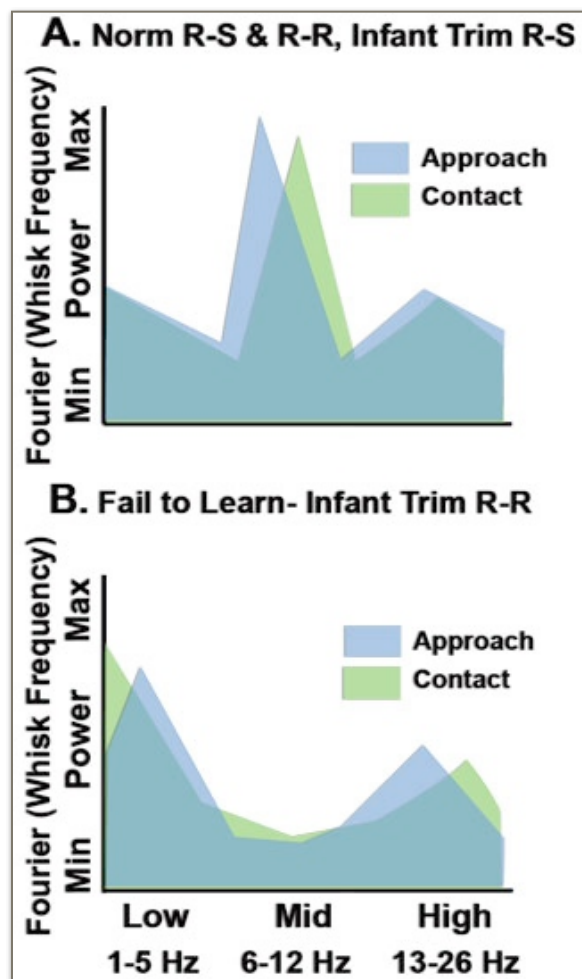 A. Norm R-S & R-R, Infant Trim R-S
Fourier (Whisk Frequency)
Min Power Max
Approach
Contact
B. Fail to Learn- Infant Trim R-R
Fourier (Whisk Frequency)
Min Power Max
Approach
Contact
Low Mid High
1-5 Hz 6-12 Hz 13-26 Hz